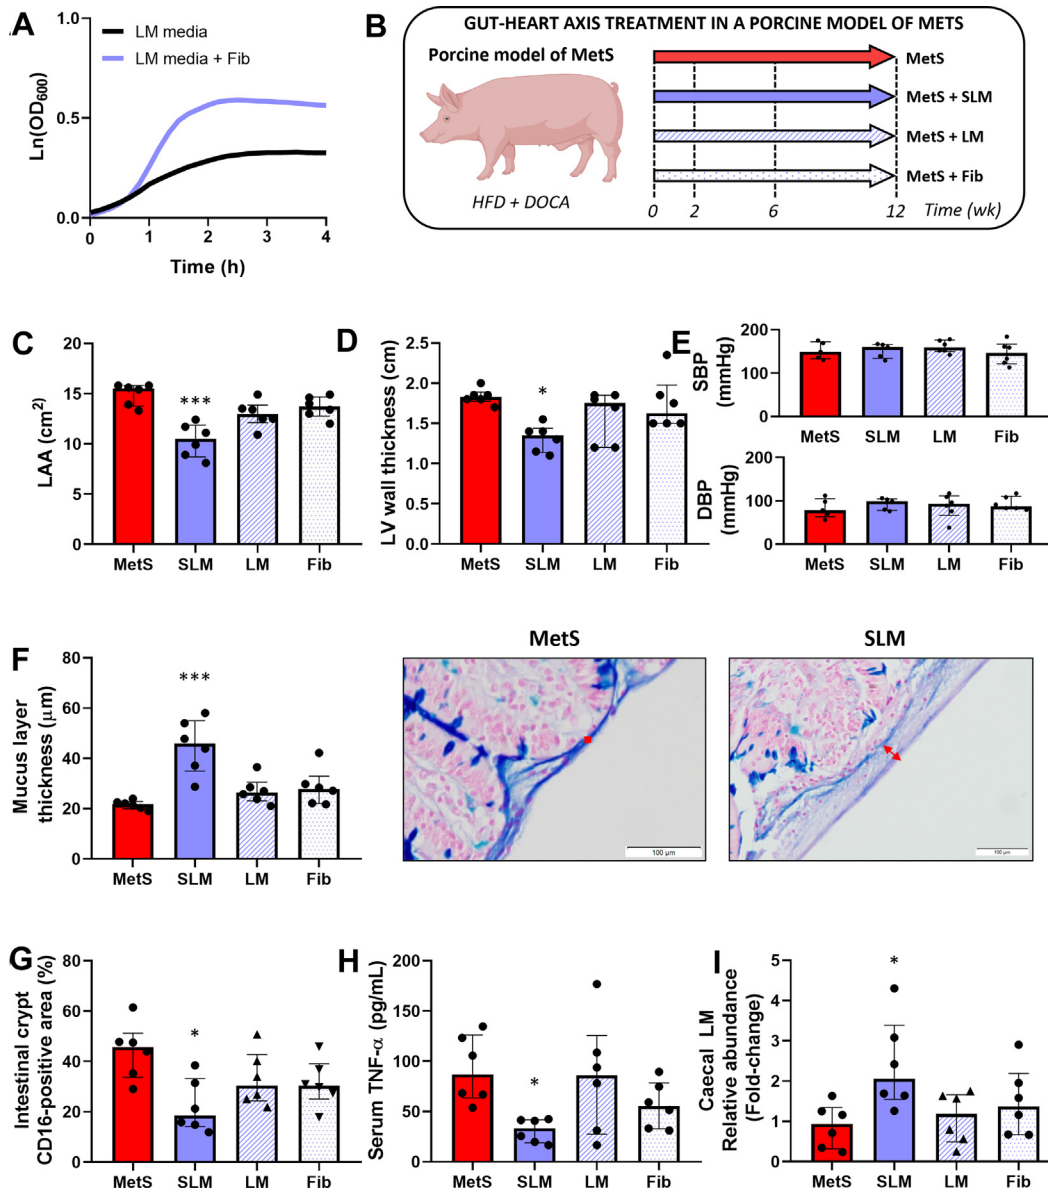 A
LM media
LM media + Fib
Ln(OD600)
1.0
0.5
0.0
0 1 2 3 4
Time (h)
B
GUT-HEART AXIS TREATMENT IN A PORCINE MODEL OF METS
Porcine model of MetS
HFD + DOCA
MetS
MetS + SLM
MetS + LM
MetS + Fib
0 2 6 12 Time (wk)
C
LAA (cm2)
20
15
10
5
0
***
MetS SLM LM Fib
D
LV wall thickness (cm)
2.5
2.0
1.5
1.0
0.5
0.0
*
MetS SLM LM Fib
E
SBP
(mmHg)
200
100
0
MetS SLM LM Fib
DBP
(mmHg)
200
100
0
MetS SLM LM Fib
F
Mucus layer
thickness (μm)
80
60
40
20
0
***
MetS SLM LM Fib
MetS
100 μm
SLM
100 μm
G
Intestinal crypt
CD16-positive area (%)
80
60
40
20
0
*
MetS SLM LM Fib
H
Serum TNF-α (pg/mL)
200
150
100
50
0
*
MetS SLM LM Fib
I
Caecal LM
Relative abundance
(Fold-change)
5
4
3
2
1
0
*
MetS SLM LM Fib